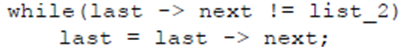 while(last -> next != list_2)
last = last -> next;